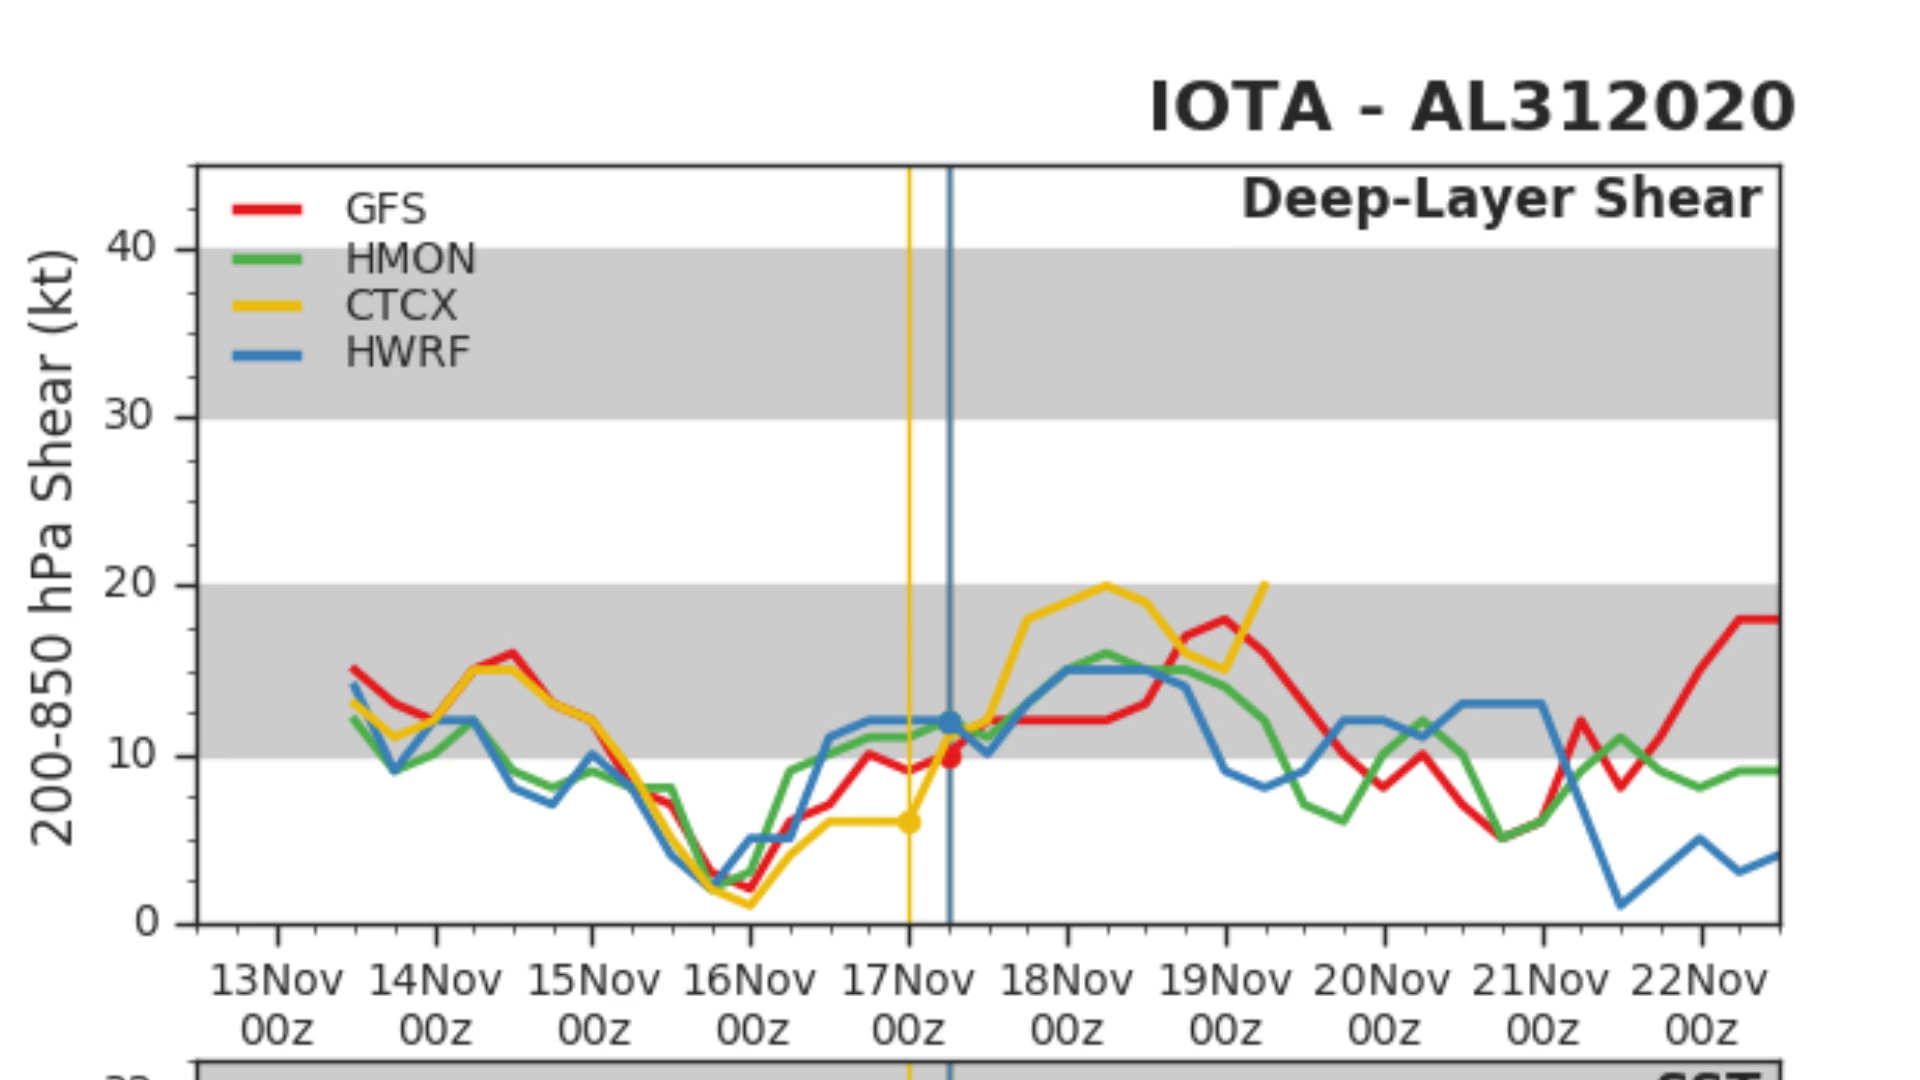 IOTA - AL312020
Deep-Layer Shear
GFS
HMON
CTCX
HWRF
200-850 hPa Shear (kt)
40
30
20
10
0
13Nov 14Nov 15Nov 16Nov 17Nov 18Nov 19Nov 20Nov 21Nov 22Nov
00z 00z 00z 00z 00z 00z 00z 00z 00z 00z